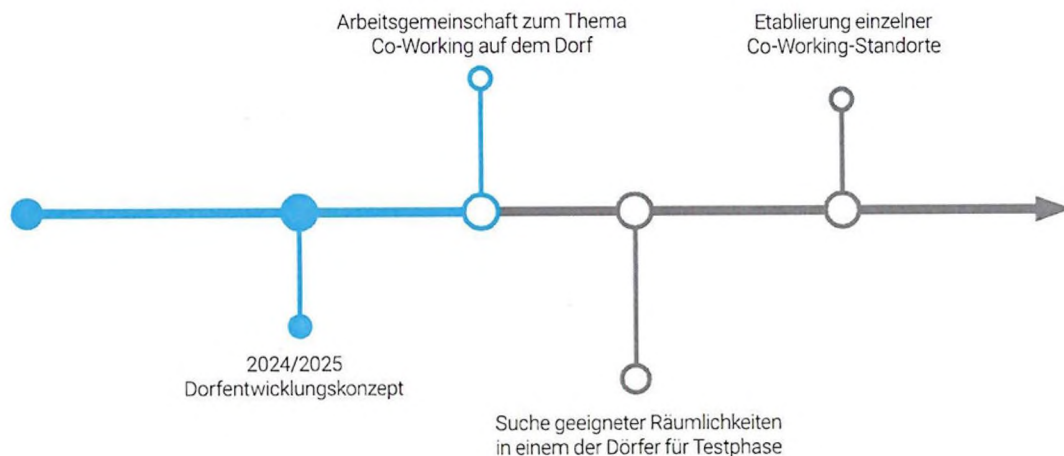 Arbeitsgemeinschaft zum Thema
Co-Working auf dem Dorf
Etablierung einzelner
Co-Working-Standorte
2024/2025
Dorfentwicklungskonzept
Suche geeigneter Räumlichkeiten
in einem der Dörfer für Testphase